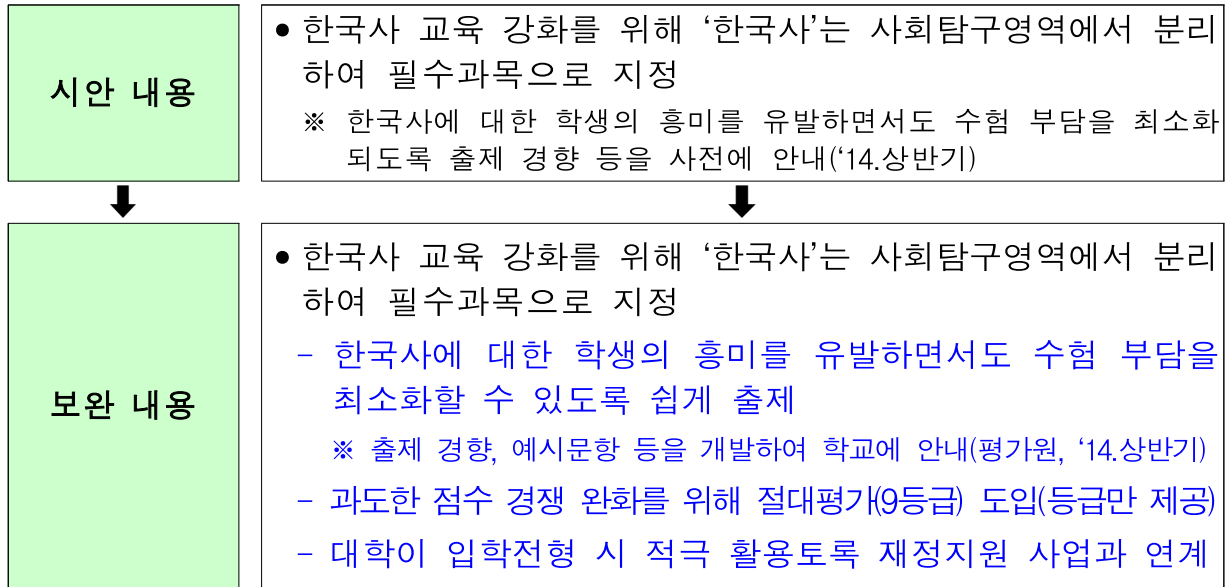 시안 내용
• 한국사 교육 강화를 위해 ‘한국사’는 사회탐구영역에서 분리
하여 필수과목으로 지정
※ 한국사에 대한 학생의 흥미를 유발하면서도 수험 부담을 최소화
되도록 출제 경향 등을 사전에 안내(‘14.상반기)
보완 내용
• 한국사 교육 강화를 위해 ‘한국사’는 사회탐구영역에서 분리
하여 필수과목으로 지정
- 한국사에 대한 학생의 흥미를 유발하면서도 수험 부담을
최소화할 수 있도록 쉽게 출제
※ 출제 경향, 예시문항 등을 개발하여 학교에 안내(평가원, ‘14.상반기)
- 과도한 점수 경쟁 완화를 위해 절대평가(9등급) 도입(등급만 제공)
- 대학이 입학전형 시 적극 활용토록 재정지원 사업과 연계